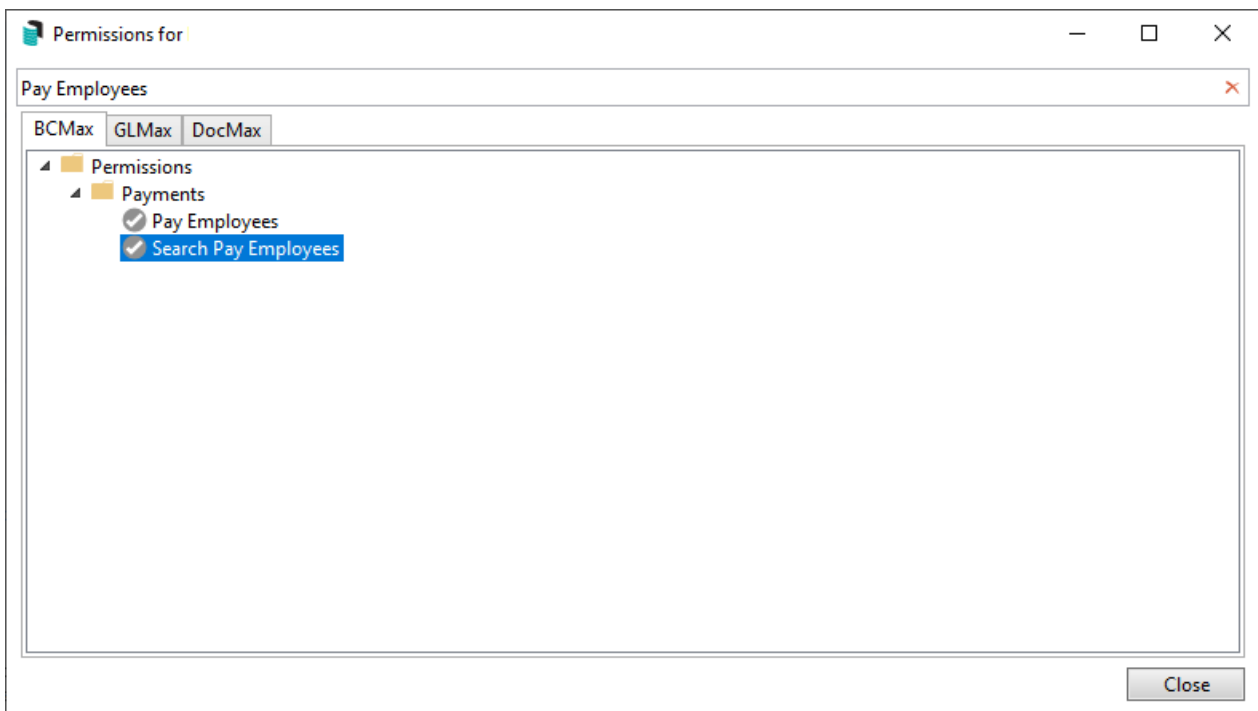 Permissions for
Pay Employees
BCMax GLMax DocMax
Permissions
Payments
Pay Employees
Search Pay Employees
Close